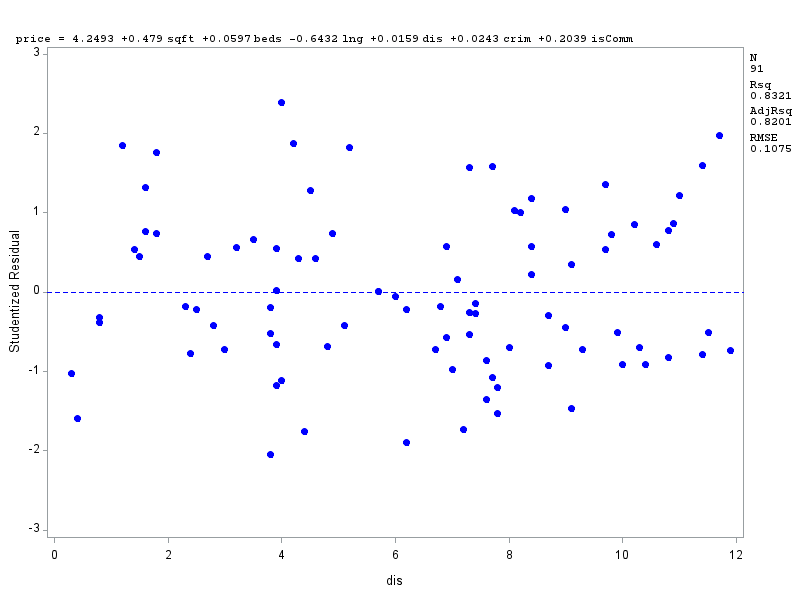 price = 4.2493 +0.479 sqft +0.0597 beds -0.6432 lng +0.0159 dis +0.0243 crim +0.2039 isComm
N
91
Rsq
0.8321
AdjRsq
0.8201
RMSE
0.1075
3
2
1
0
-1
-2
-3
Studentized Residual
0 2 4 6 8 10 12
dis